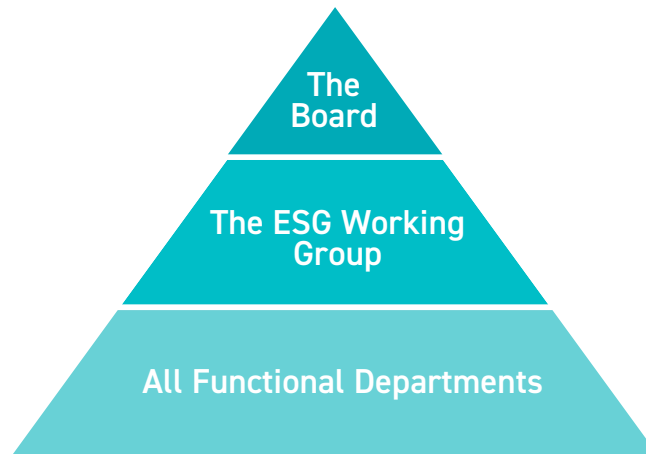 The
Board
The ESG Working
Group
All Functional Departments